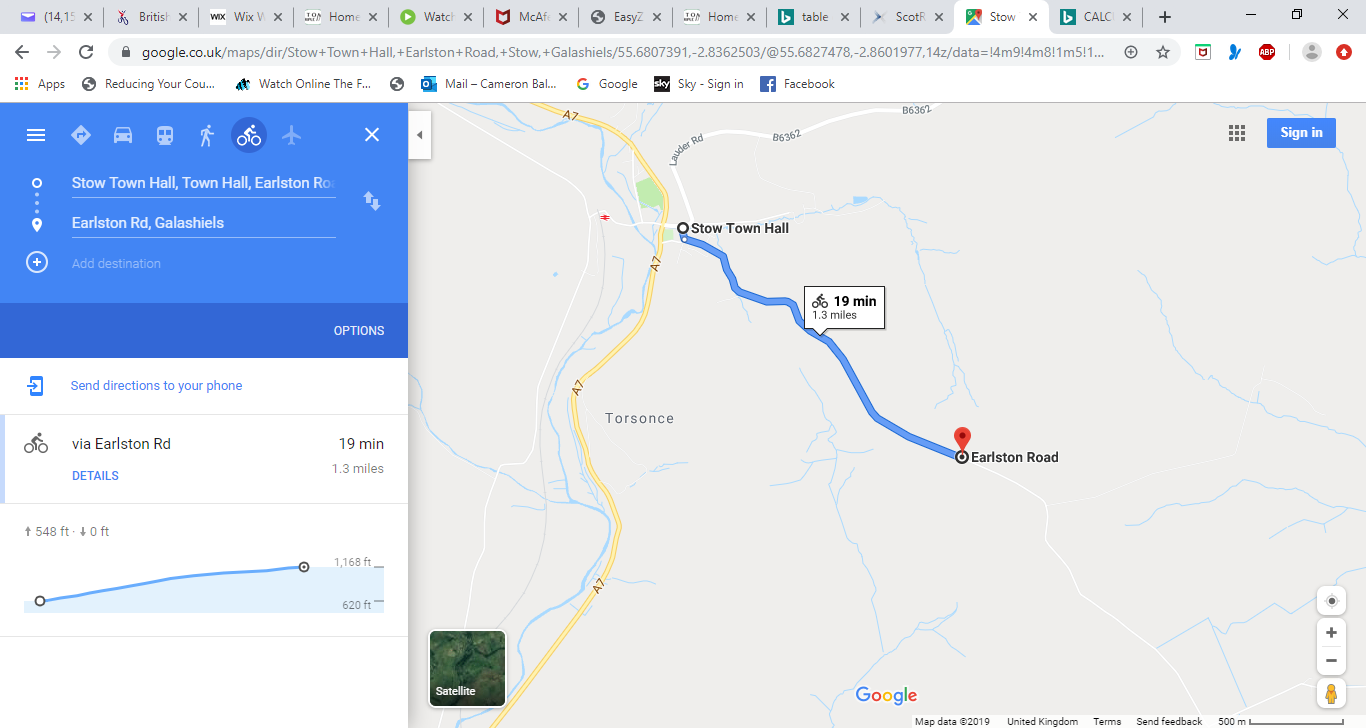 (14,15
British
WIX Wix W
Home
Watch
McAfe
EasyZ
Home
table
ScotR
Stow
CALC
google.co.uk/maps/dir/Stow+Town+Hall,+Earlston+Road,+Stow,+Galashiels/55.6807391,-2.8362503/@55.6827478,-2.8601977,14z/data=!4m9!4m8!1m5!1...
ABP
Apps
Reducing Your Cou...
Watch Online The F...
Mail – Cameron Bal...
Google
sky Sky - Sign in
Facebook
Stow Town Hall, Town Hall, Earlston Ro
Earlston Rd, Galashiels
Add destination
OPTIONS
Send directions to your phone
via Earlston Rd
19 min
1.3 miles
DETAILS
548 ft · 0 ft
1,168 ft
620 ft
A7
B6362
B6362
Lauder Rd
Sign in
Stow Town Hall
A7
19 min
1.3 miles
A7
Torsonce
Earlston Road
A7
Satellite
Google
Map data ©2019 United Kingdom Terms Send feedback 500 m